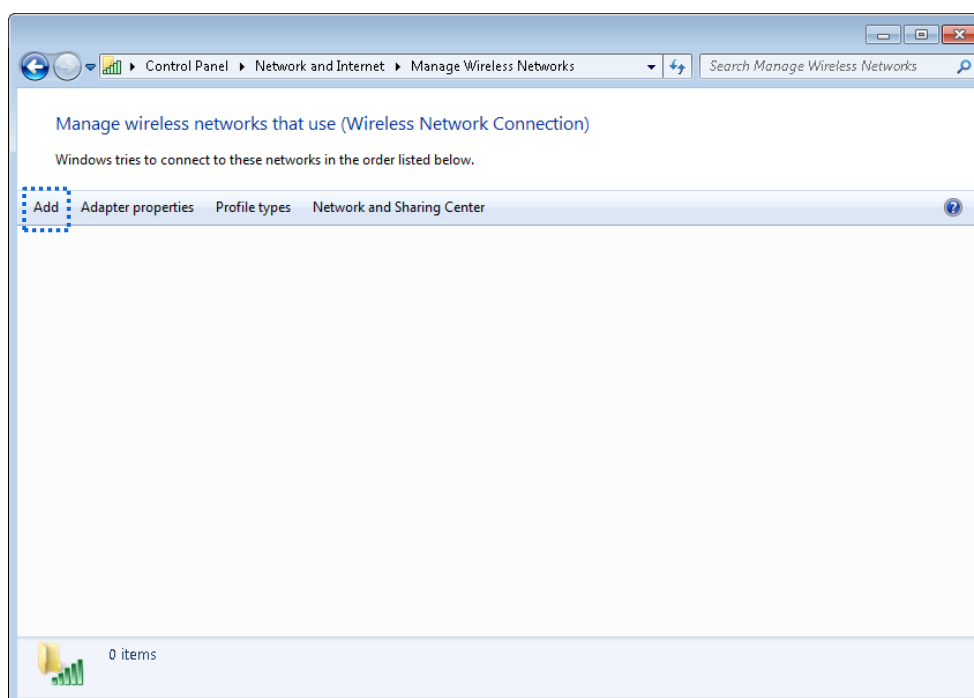 Control Panel Network and Internet Manage Wireless Networks Search Manage Wireless Networks
Manage wireless networks that use (Wireless Network Connection)
Windows tries to connect to these networks in the order listed below.
Add Adapter properties Profile types Network and Sharing Center
0 items